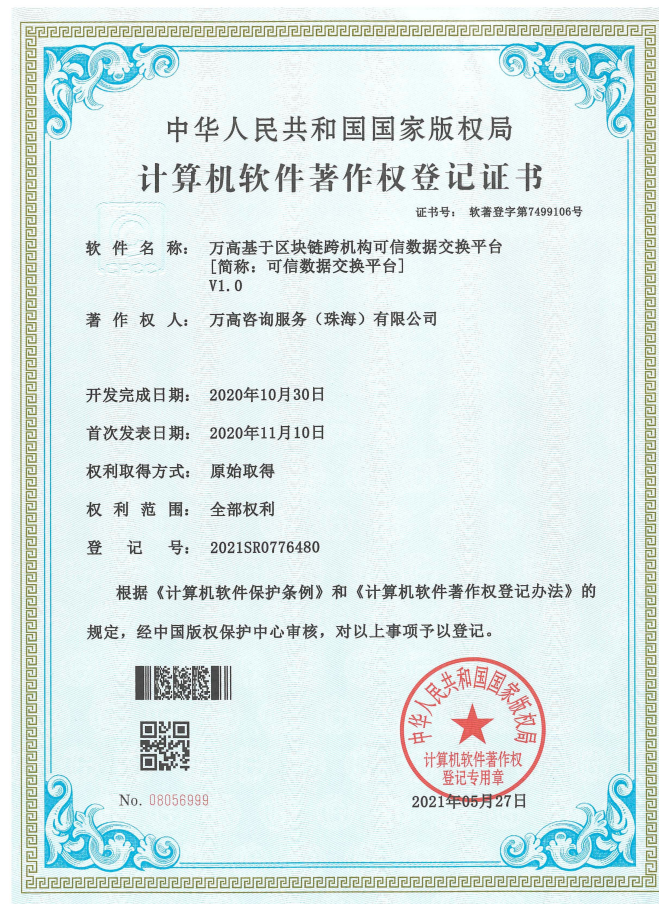 中华人民共和国国家版权局
计算机软件著作权登记证书
证书号： 软著登字第7499106号
软件名称： 万高基于区块链跨机构可信数据交换平台
[简称：可信数据交换平台]
V1.0
著作权人： 万高咨询服务（珠海）有限公司
开发完成日期： 2020年10月30日
首次发表日期： 2020年11月10日
权利取得方式： 原始取得
权利范围： 全部权利
登记号： 2021SR0776480
根据《计算机软件保护条例》和《计算机软件著作权登记办法》的
规定，经中国版权保护中心审核，对以上事项予以登记。
中华人民共和国国家版权局
计算机软件著作权
登记专用章
No. 08056999
2021年05月27日